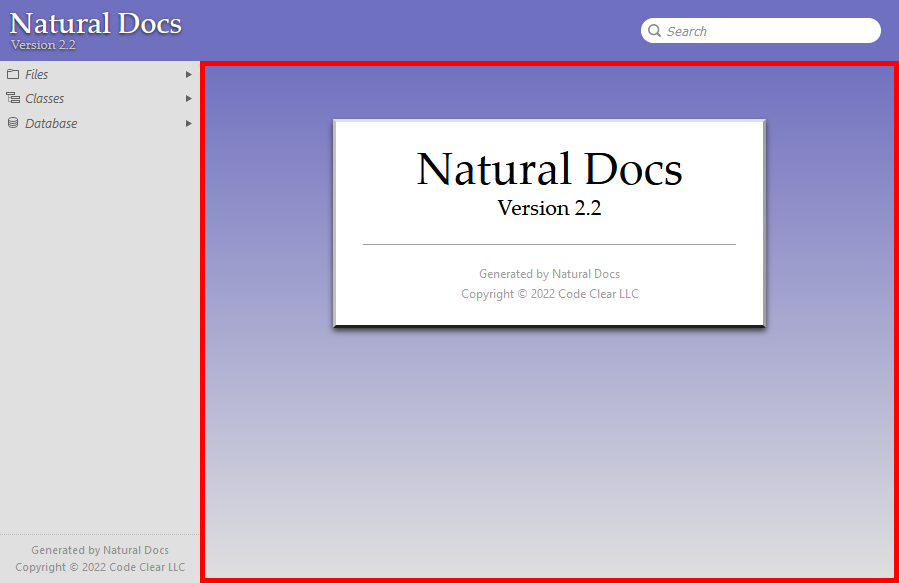 Natural Docs
Version 2.2
Search
Files
Classes
Database
Natural Docs
Version 2.2
Generated by Natural Docs
Copyright © 2022 Code Clear LLC
Generated by Natural Docs
Copyright © 2022 Code Clear LLC